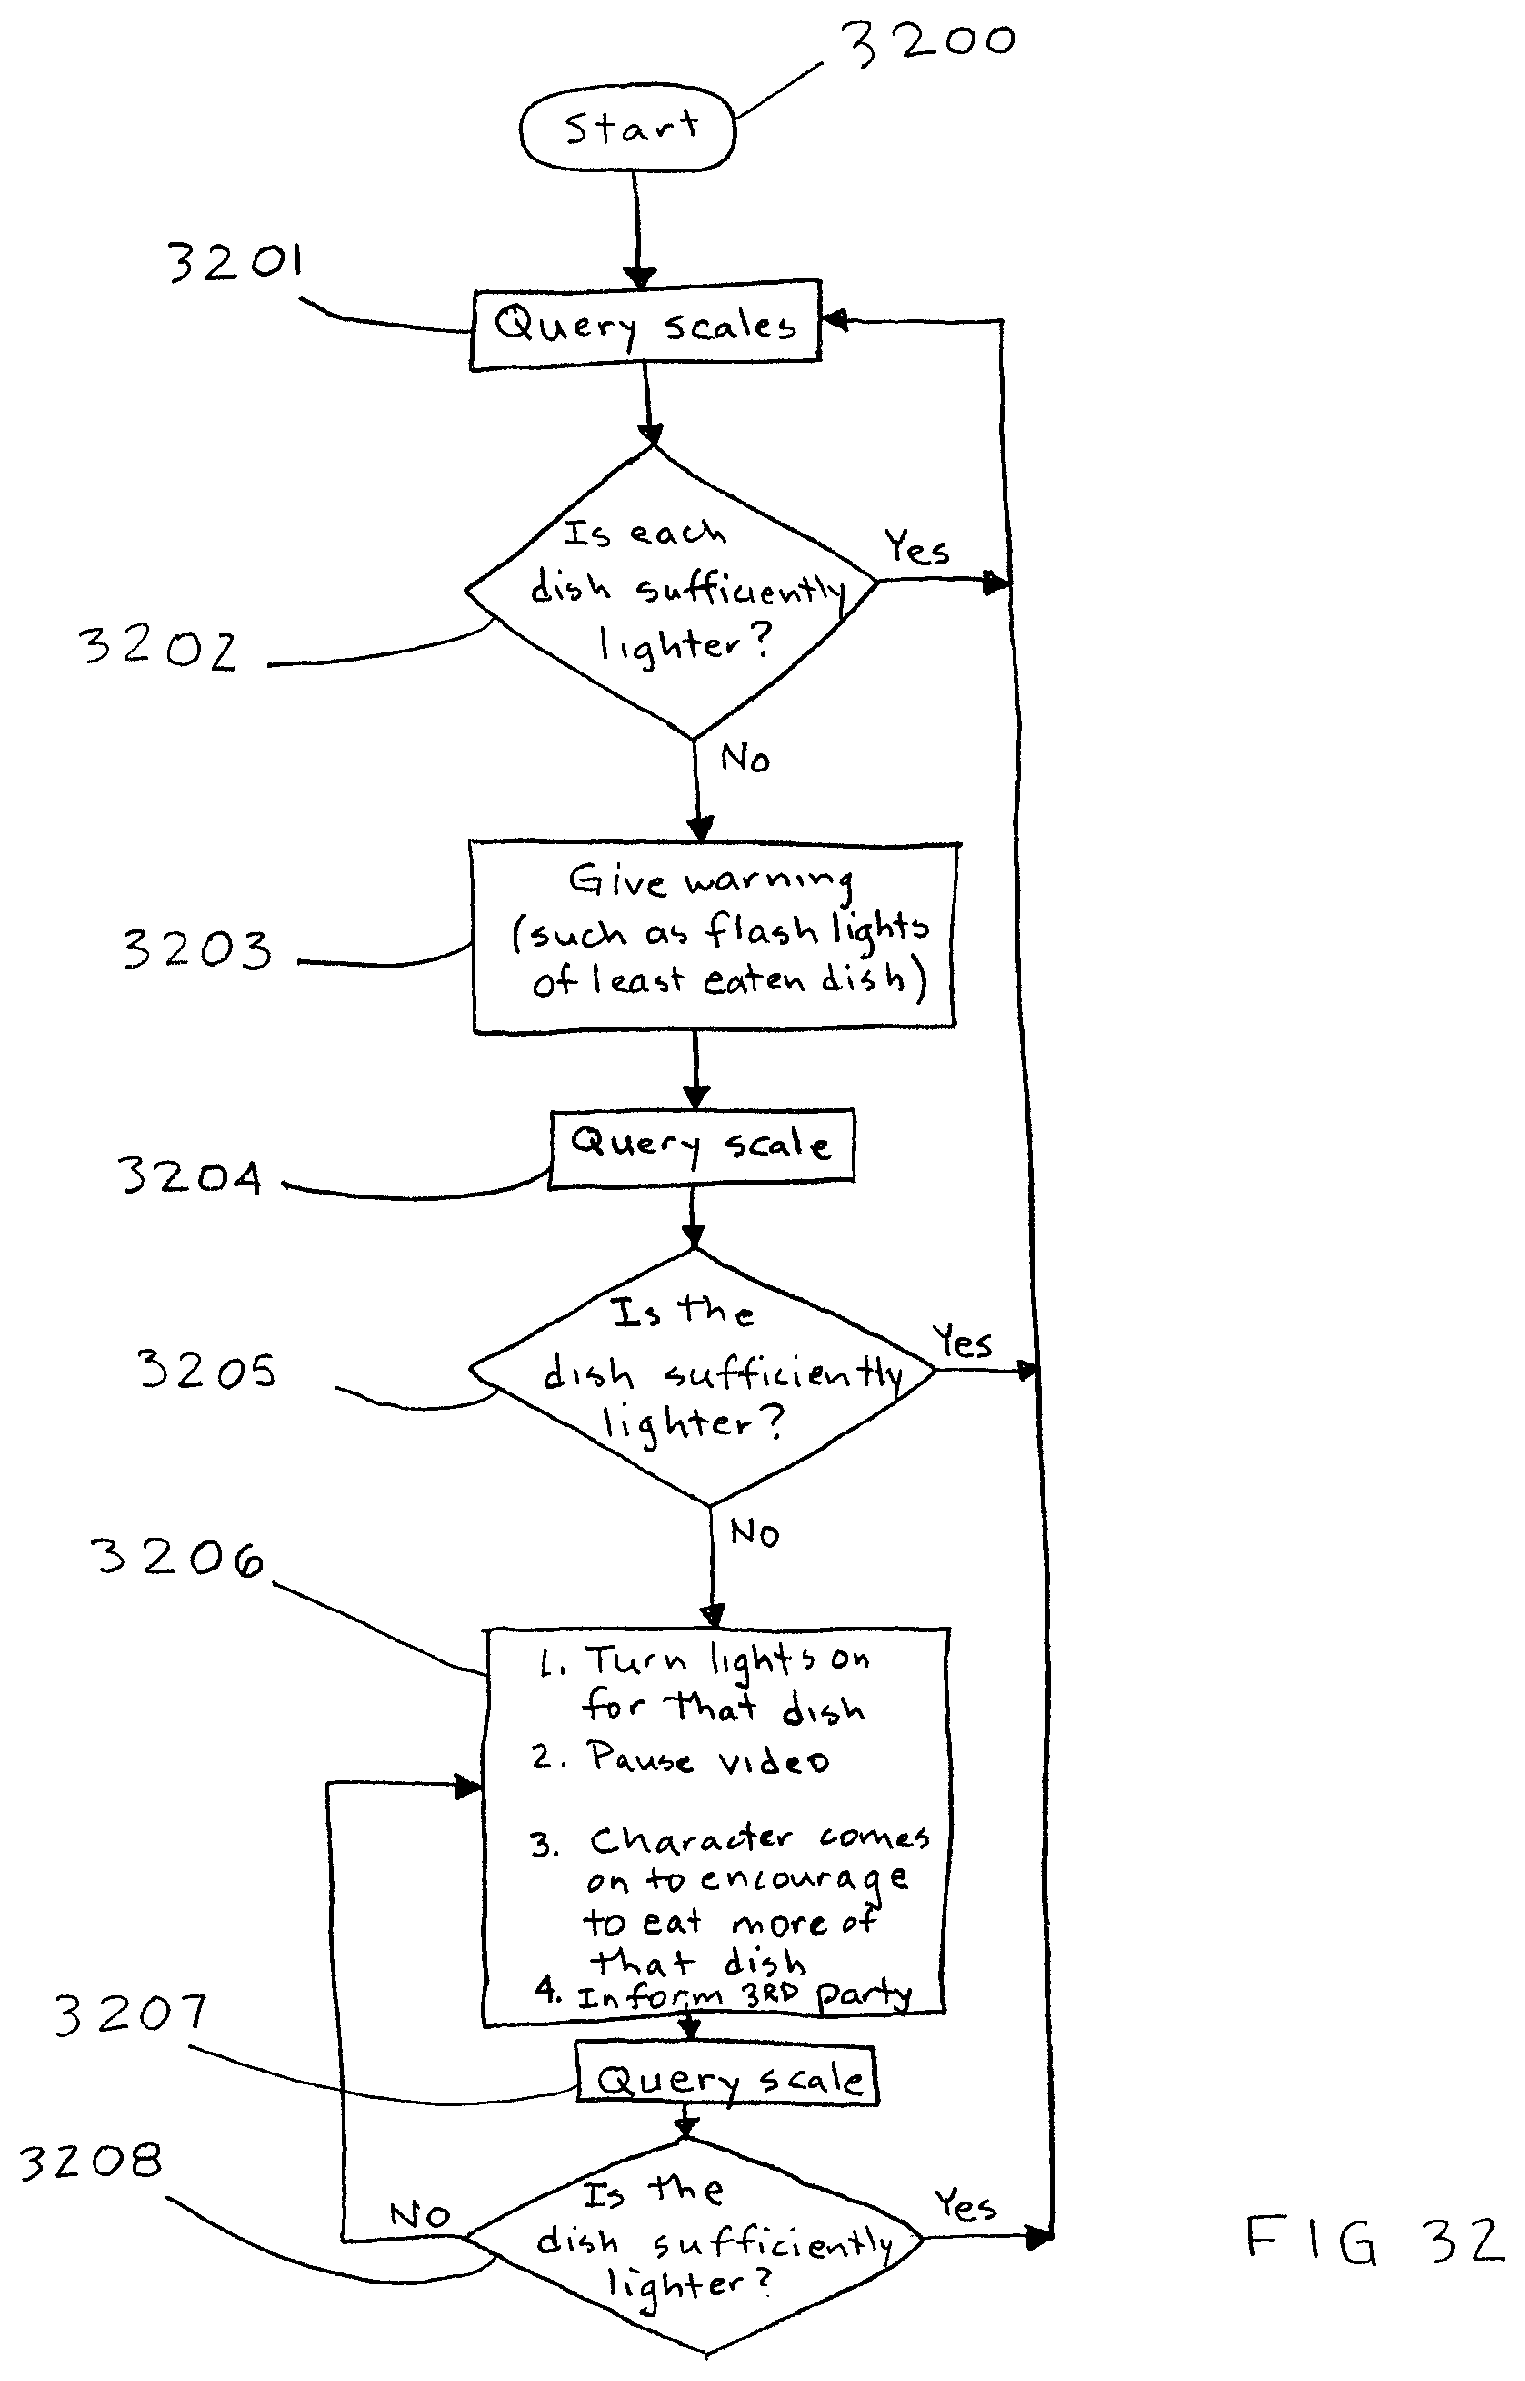 3200
Start
3201
Query scales
Is each
dish sufficiently
lighter?
Yes
3202
No
Give warning
(such as flash lights
of least eaten dish)
3203
Query scale
3204
Is the
dish sufficiently
lighter?
Yes
3205
No
3206
1. Turn lights on
for that dish
2. Pause video
3. Character comes
on to encourage
to eat more of
that dish
4. Inform 3RD party
3207
Query scale
3208
No
Is the
dish sufficiently
lighter?
Yes
FIG 32